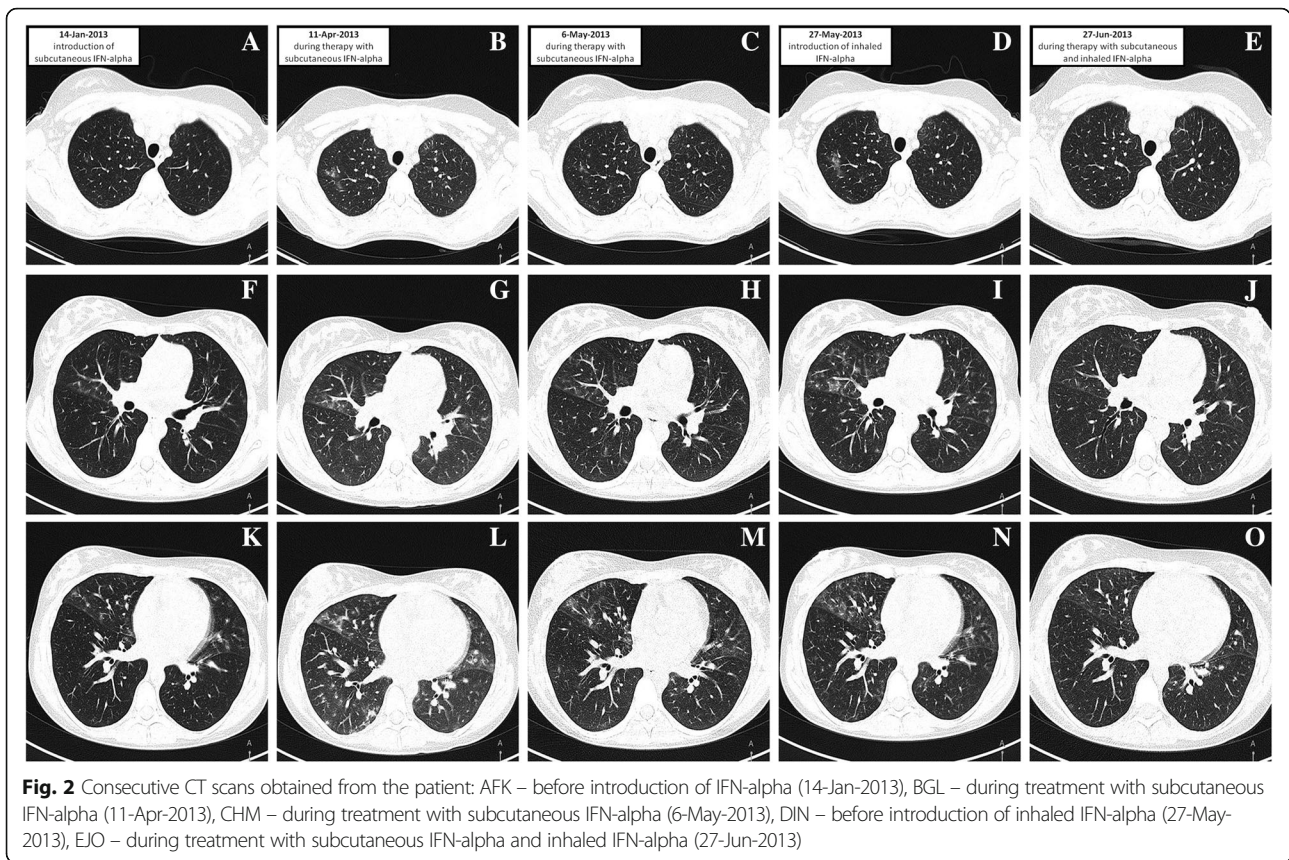 14-Jan-2013
introduction of
subcutaneous IFN-alpha
A
11-Apr-2013
during therapy with
subcutaneous IFN-alpha
B
6-May-2013
during therapy with
subcutaneous IFN-alpha
C
27-May-2013
introduction of inhaled
IFN-alpha
D
27-Jun-2013
during therapy with subcutaneous
and inhaled IFN-alpha
E
A
A
A
A
A
F
G
H
I
J
A
A
A
A
A
K
L
M
N
O
A
A
A
A
A
Fig. 2 Consecutive CT scans obtained from the patient: AFK – before introduction of IFN-alpha (14-Jan-2013), BGL – during treatment with subcutaneous
IFN-alpha (11-Apr-2013), CHM – during treatment with subcutaneous IFN-alpha (6-May-2013), DIN – before introduction of inhaled IFN-alpha (27-May-
2013), EJO – during treatment with subcutaneous IFN-alpha and inhaled IFN-alpha (27-Jun-2013)